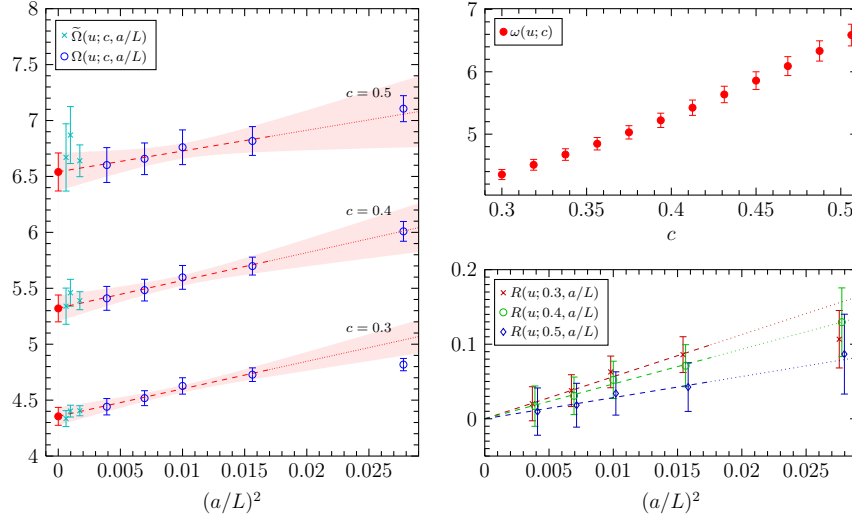 8
7.5
7
6.5
6
5.5
5
4.5
4
0
0.005
0.01
0.015
0.02
0.025
(a/L)²
Ω̃(u; c, a/L)
Ω(u; c, a/L)
c = 0.5
c = 0.4
c = 0.3
7
6
5
0.3
0.35
0.4
0.45
0.5
c
ω(u; c)
0.2
0.1
0
0
0.005
0.01
0.015
0.02
0.025
(a/L)²
R(u; 0.3, a/L)
R(u; 0.4, a/L)
R(u; 0.5, a/L)